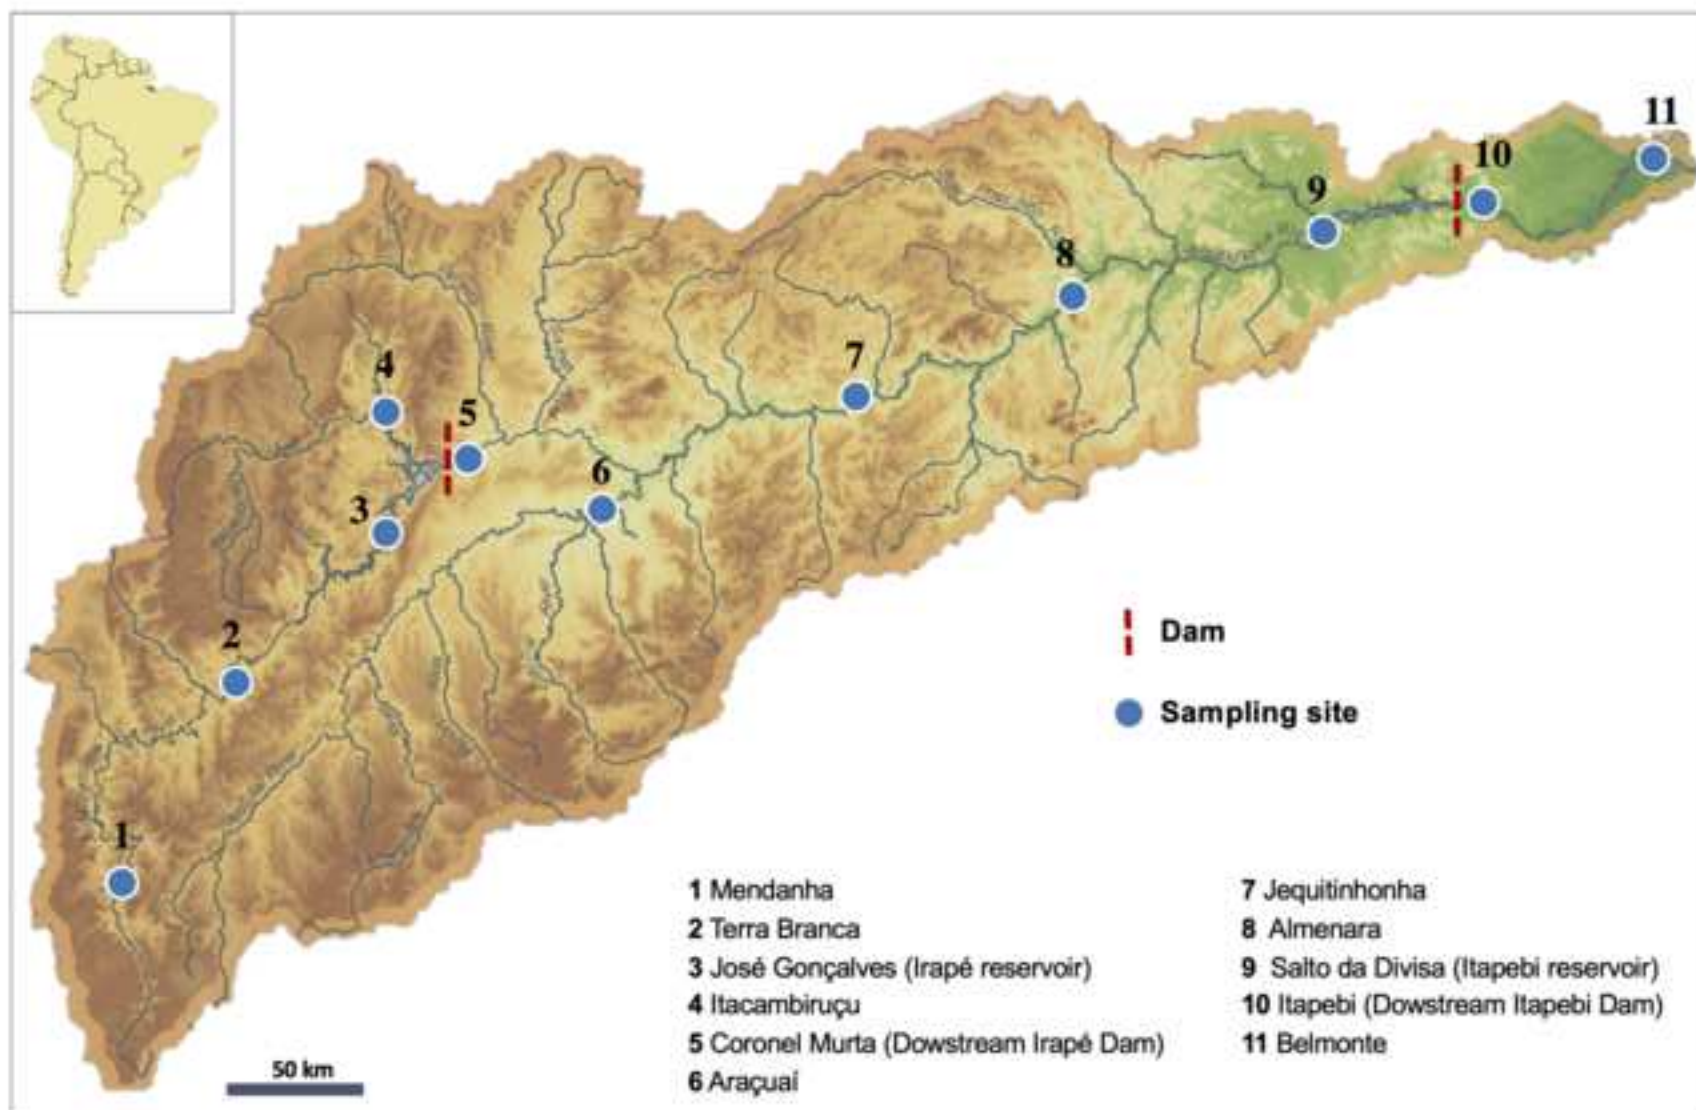 11
10
9
8
7
4
5
6
3
2
1
Dam
Sampling site
1 Mendanha
2 Terra Branca
3 José Gonçalves (Irapé reservoir)
4 Itacambiruçu
5 Coronel Murta (Dowstream Irapé Dam)
6 Araçuaí
7 Jequitinhonha
8 Almenara
9 Salto da Divisa (Itapebi reservoir)
10 Itapebi (Dowstream Itapebi Dam)
11 Belmonte
50 km